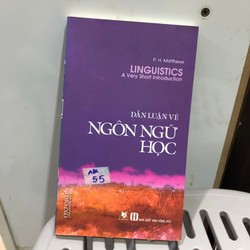 P. H. Matthews
LINGUISTICS
A Very Short Introduction
DẪN LUẬN VỀ
NGÔN NGỮ
HỌC
55